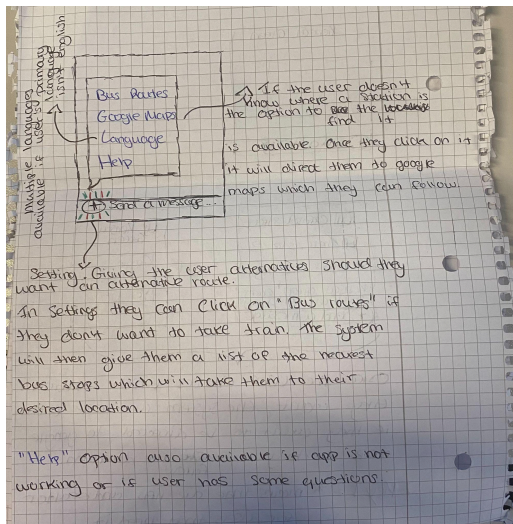 Multiple languages
available if user's primary
language
isn't english
Bus Routes
Google Maps
Language
Help
(+) Send a message...
If the user doesn't
know where a station is
the option to the
find it
is available. Once they click on it
it will direct them to google
maps which they can follow.
Setting: Giving the user alternatives should they
want an alternative route.
In Settings they can click on "Bus routes" if
they don't want to take tran. The system
will then give them a list of the nearest
bus stops which will take them to their
desired location.
"Help" option also available if app is not
working or if user has some questions.